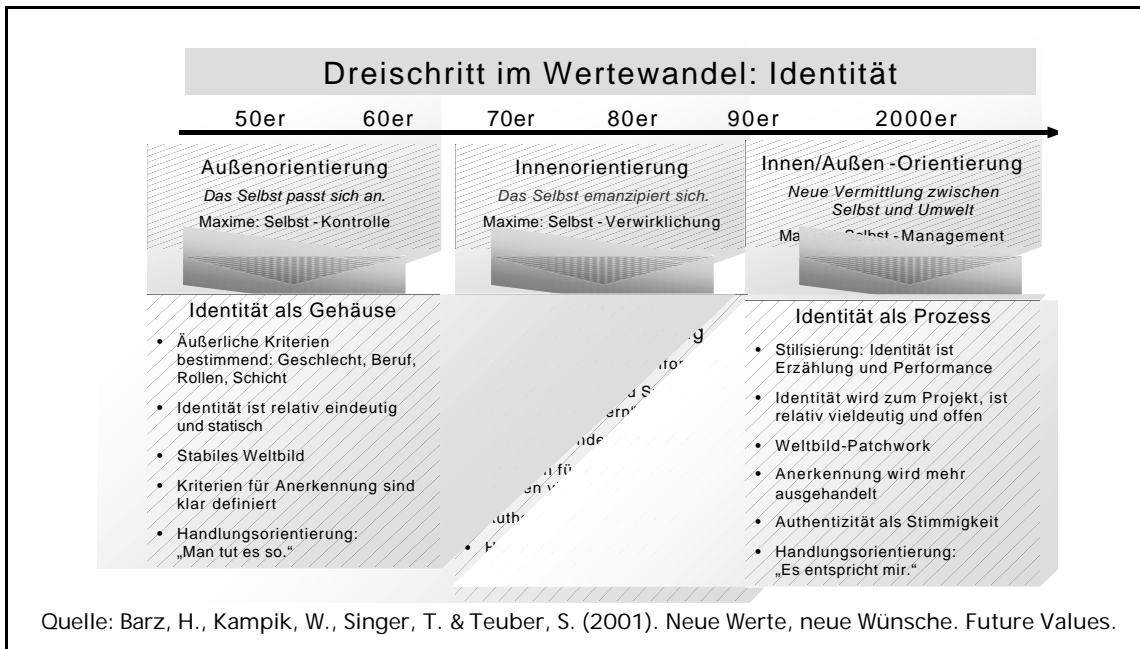 Dreischritt im Wertewandel: Identität
50er 60er 70er 80er 90er 2000er
Außenorientierung
Das Selbst passt sich an.
Maxime: Selbst - Kontrolle
Innenorientierung
Das Selbst emanzipiert sich.
Maxime: Selbst - Verwirklichung
Innen/Außen - Orientierung
Neue Vermittlung zwischen
Selbst und Umwelt
Selbst - Management
Identität als Gehäuse
• Äußerliche Kriterien
bestimmend: Geschlecht, Beruf,
Rollen, Schicht
• Identität ist relativ eindeutig
und statisch
• Stabiles Weltbild
• Kriterien für Anerkennung sind
klar definiert
• Handlungsorientierung:
„Man tut es so.“
Identität als Prozess
• Stilisierung: Identität ist
Erzählung und Performance
• Identität wird zum Projekt, ist
relativ vieldeutig und offen
• Weltbild-Patchwork
• Anerkennung wird mehr
ausgehandelt
• Authentizität als Stimmigkeit
• Handlungsorientierung:
„Es entspricht mir.“
Quelle: Barz, H., Kampik, W., Singer, T. & Teuber, S. (2001). Neue Werte, neue Wünsche. Future Values.